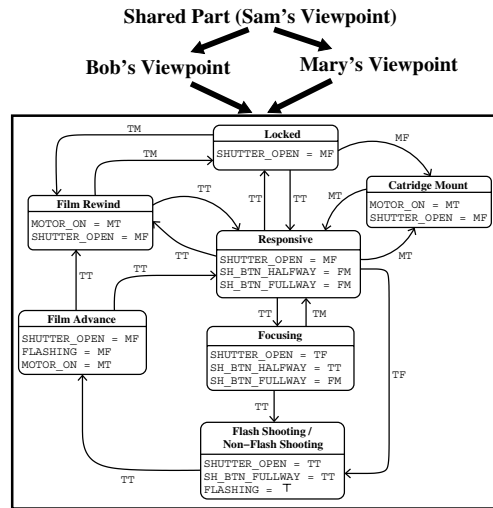 Shared Part (Sam's Viewpoint)
Bob's Viewpoint
Mary's Viewpoint
TM
Locked
SHUTTER_OPEN = MF
MF
TM
Catridge Mount
MOTOR_ON = MT
SHUTTER_OPEN = MF
Film Rewind
MOTOR_ON = MT
SHUTTER_OPEN = MF
TT
TT
TT
MT
Responsive
SHUTTER_OPEN = MF
SH_BTN_HALFWAY = FM
SH_BTN_FULLWAY = FM
TT
MT
TT
TT
Film Advance
SHUTTER_OPEN = MF
FLASHING = MF
MOTOR_ON = MT
TT
TM
Focusing
SHUTTER_OPEN = TF
SH_BTN_HALFWAY = TT
SH_BTN_FULLWAY = FM
TF
TT
Flash Shooting /
Non-Flash Shooting
SHUTTER_OPEN = TT
SH_BTN_FULLWAY = TT
FLASHING = ⊤
TT